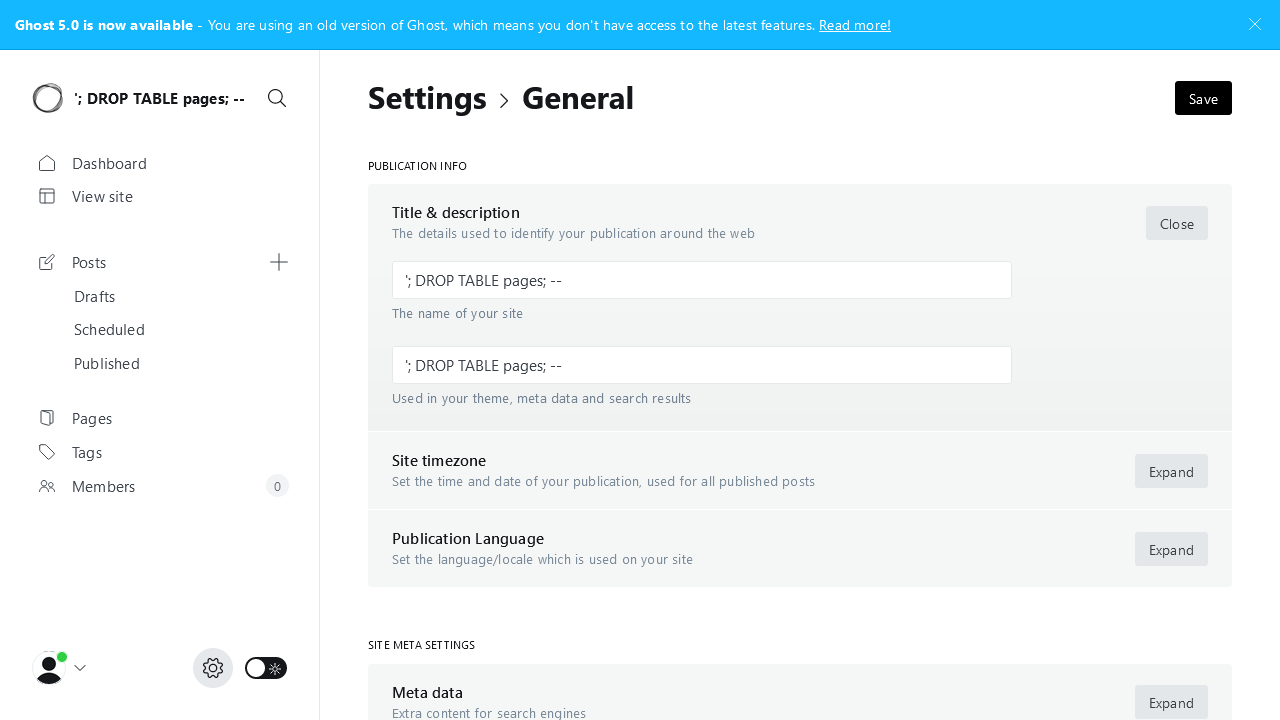 Ghost 5.0 is now available - You are using an old version of Ghost, which means you don't have access to the latest features. Read more!
'; DROP TABLE pages; --
Dashboard
View site
Posts
Drafts
Scheduled
Published
Pages
Tags
Members
0
Settings > General
Save
PUBLICATION INFO
Title & description
The details used to identify your publication around the web
Close
'; DROP TABLE pages; --
The name of your site
'; DROP TABLE pages; --
Used in your theme, meta data and search results
Site timezone
Set the time and date of your publication, used for all published posts
Expand
Publication Language
Set the language/locale which is used on your site
Expand
SITE META SETTINGS
Meta data
Extra content for search engines
Expand